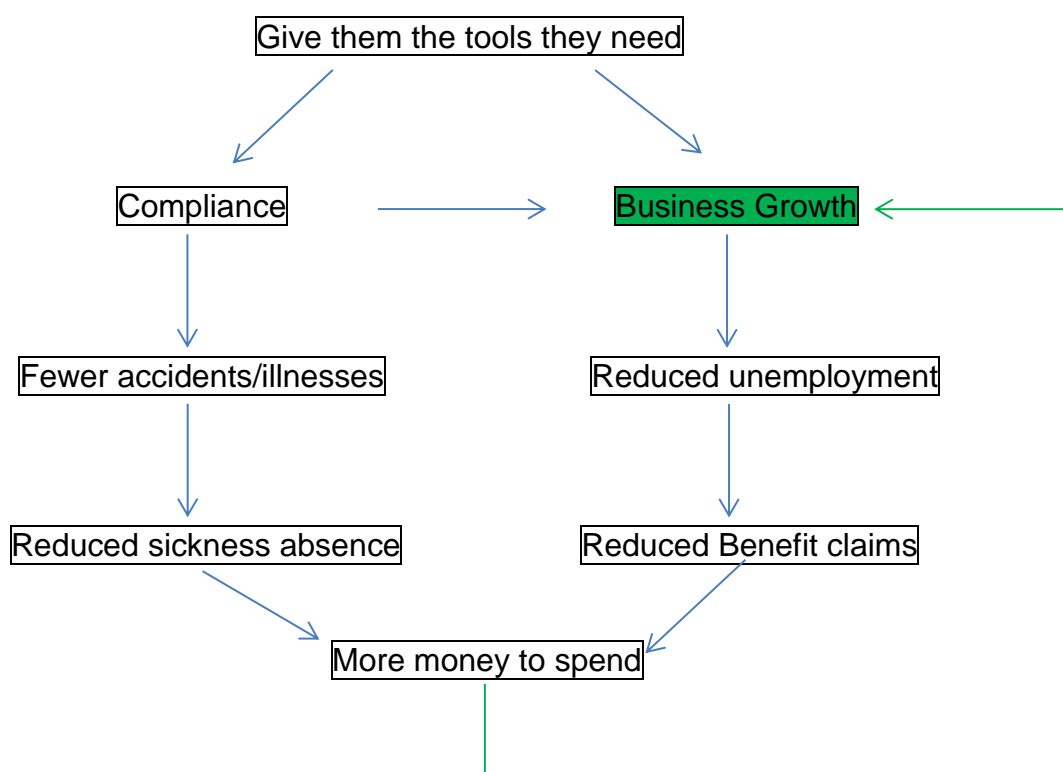 Give them the tools they need
Compliance
Business Growth
Fewer accidents/illnesses
Reduced unemployment
Reduced sickness absence
Reduced Benefit claims
More money to spend